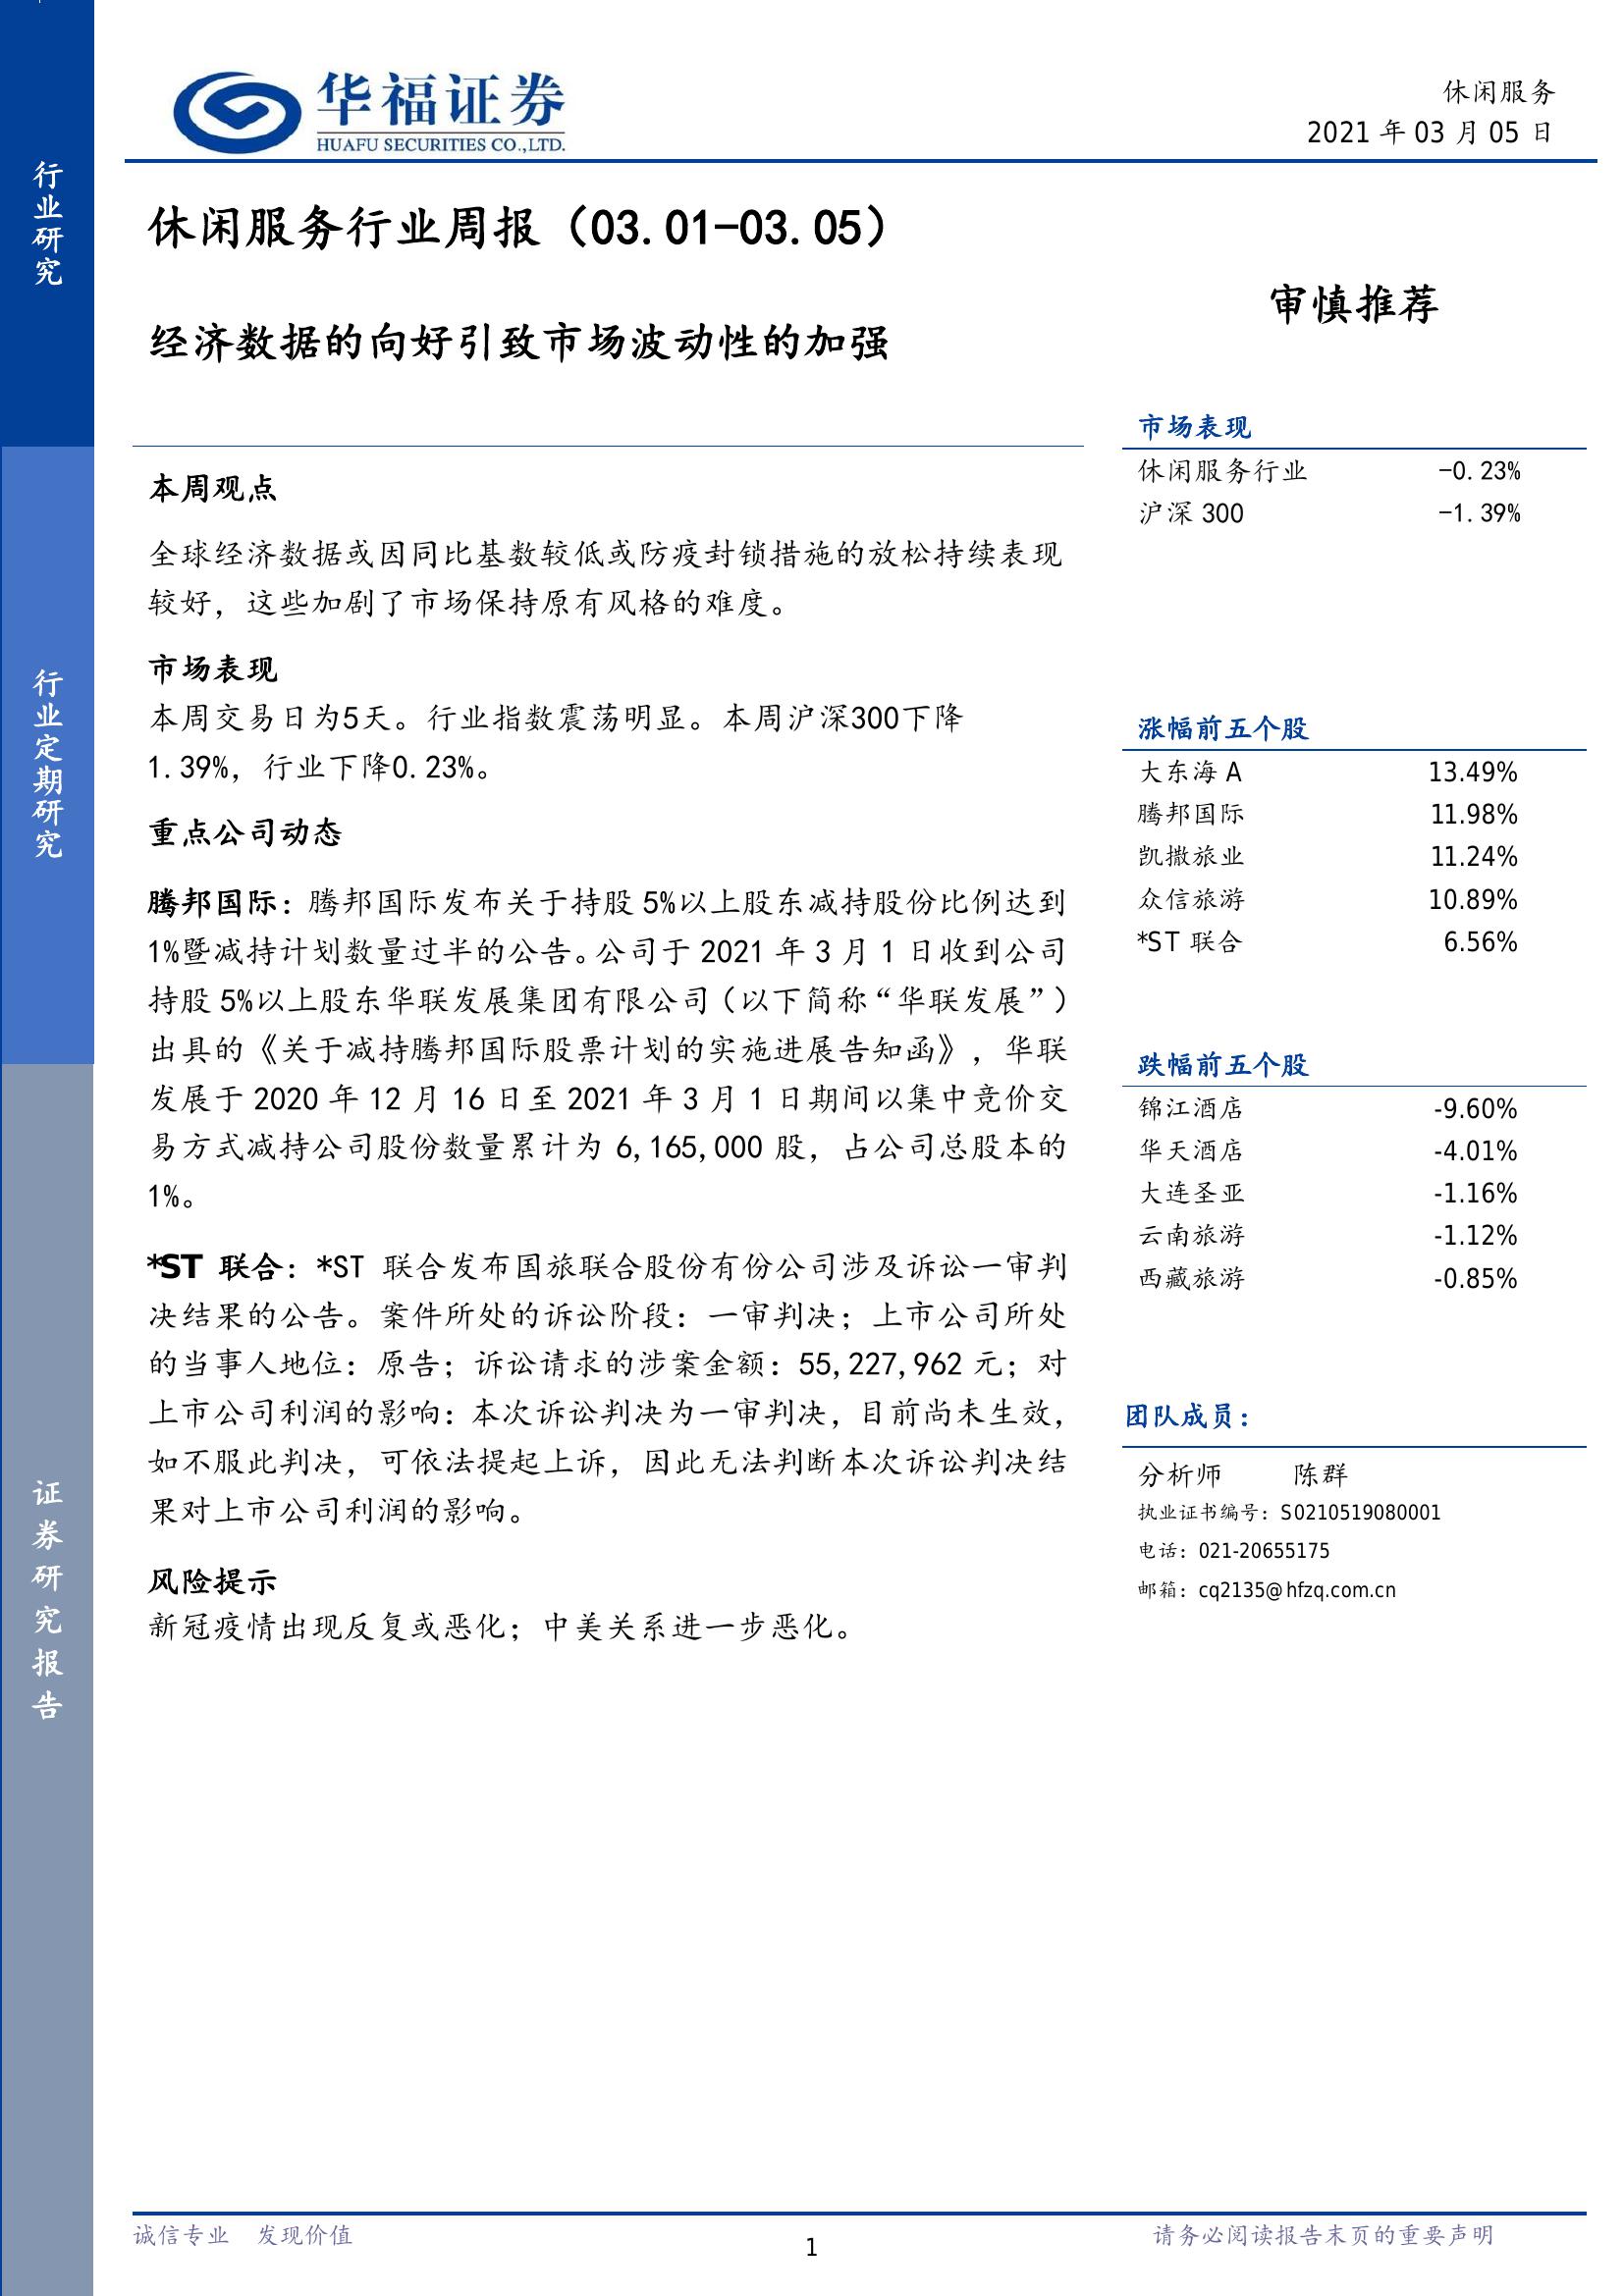 华福证券
HUAFU SECURITIES CO.,LTD.
休闲服务
2021 年 03 月 05 日
行业研究
行业定期研究
证券研究报告
休闲服务行业周报（03.01-03.05）
经济数据的向好引致市场波动性的加强
审慎推荐
本周观点
全球经济数据或因同比基数较低或防疫封锁措施的放松持续表现
较好，这些加剧了市场保持原有风格的难度。
市场表现
本周交易日为5天。行业指数震荡明显。本周沪深300下降
1.39%，行业下降0.23%。
重点公司动态
腾邦国际：腾邦国际发布关于持股 5%以上股东减持股份比例达到
1%暨减持计划数量过半的公告。公司于 2021 年 3 月 1 日收到公司
持股 5%以上股东华联发展集团有限公司（以下简称“华联发展”）
出具的《关于减持腾邦国际股票计划的实施进展告知函》，华联
发展于 2020 年 12 月 16 日至 2021 年 3 月 1 日期间以集中竞价交
易方式减持公司股份数量累计为 6,165,000 股，占公司总股本的
1%。
*ST 联合：*ST 联合发布国旅联合股份有份公司涉及诉讼一审判
决结果的公告。案件所处的诉讼阶段：一审判决；上市公司所处
的当事人地位：原告；诉讼请求的涉案金额：55,227,962 元；对
上市公司利润的影响：本次诉讼判决为一审判决，目前尚未生效，
如不服此判决，可依法提起上诉，因此无法判断本次诉讼判决结
果对上市公司利润的影响。
风险提示
新冠疫情出现反复或恶化；中美关系进一步恶化。
市场表现
休闲服务行业 -0.23%
沪深 300 -1.39%
涨幅前五个股
大东海 A 13.49%
腾邦国际 11.98%
凯撒旅业 11.24%
众信旅游 10.89%
*ST 联合 6.56%
跌幅前五个股
锦江酒店 -9.60%
华天酒店 -4.01%
大连圣亚 -1.16%
云南旅游 -1.12%
西藏旅游 -0.85%
团队成员：
分析师 陈群
执业证书编号：S0210519080001
电话：021-20655175
邮箱：cq2135@hfzq.com.cn
诚信专业 发现价值
1
请务必阅读报告末页的重要声明